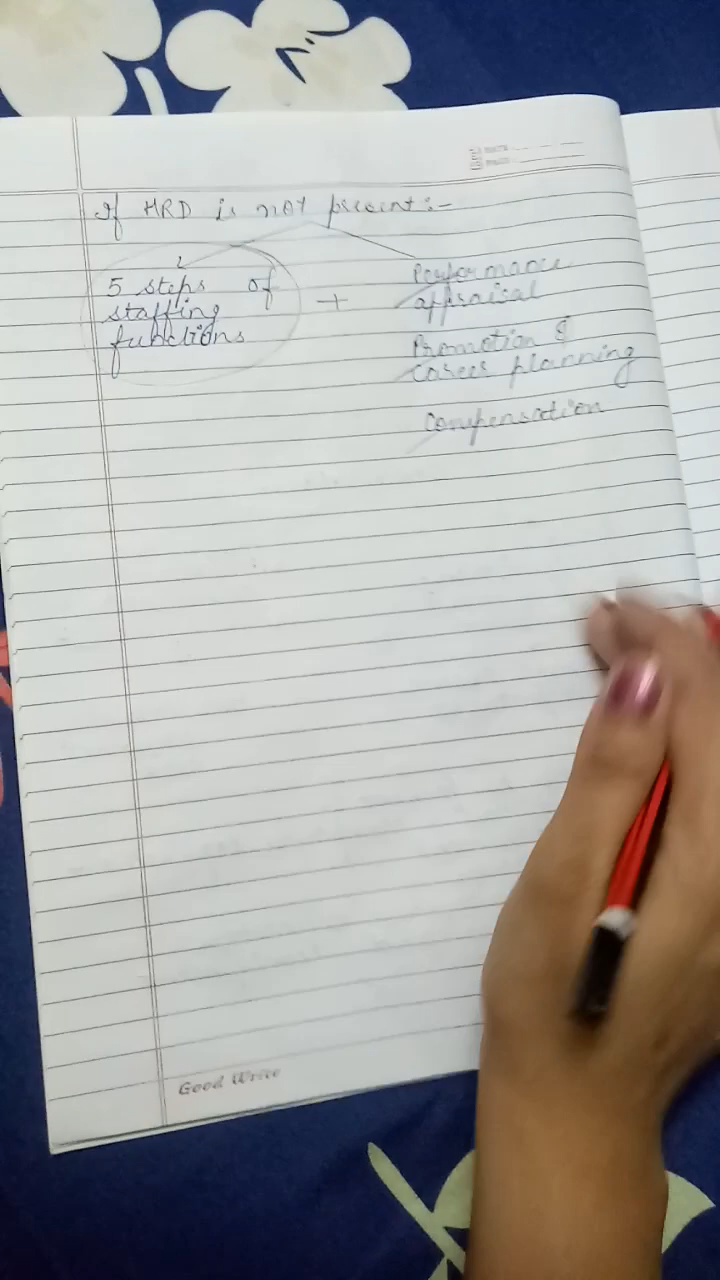 If HRD is not present:-
5 steps of
staffing
functions
+
Performance
appraisal
Promotion &
Career planning
Compensation
Good Write